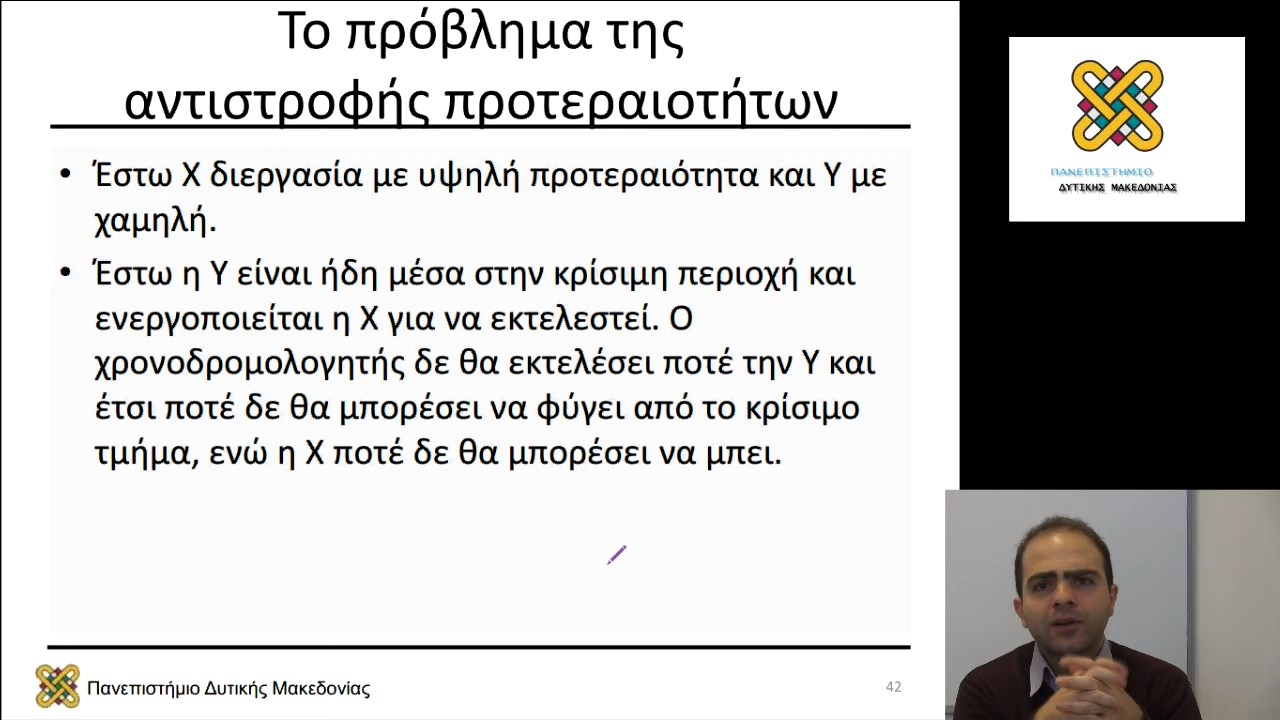 Το πρόβλημα της
αντιστροφής προτεραιοτήτων
• Έστω Χ διεργασία με υψηλή προτεραιότητα και Υ με
χαμηλή.
• Έστω η Υ είναι ήδη μέσα στην κρίσιμη περιοχή και
ενεργοποιείται η Χ για να εκτελεστεί. Ο
χρονοδρομολογητής δε θα εκτελέσει ποτέ την Υ και
έτσι ποτέ δε θα μπορέσει να φύγει από το κρίσιμο
τμήμα, ενώ η Χ ποτέ δε θα μπορέσει να μπει.
Πανεπιστήμιο Δυτικής Μακεδονίας
42
ΠΑΝΕΠΙΣΤΗΜΙΟ
ΔΥΤΙΚΗΣ ΜΑΚΕΔΟΝΙΑΣ